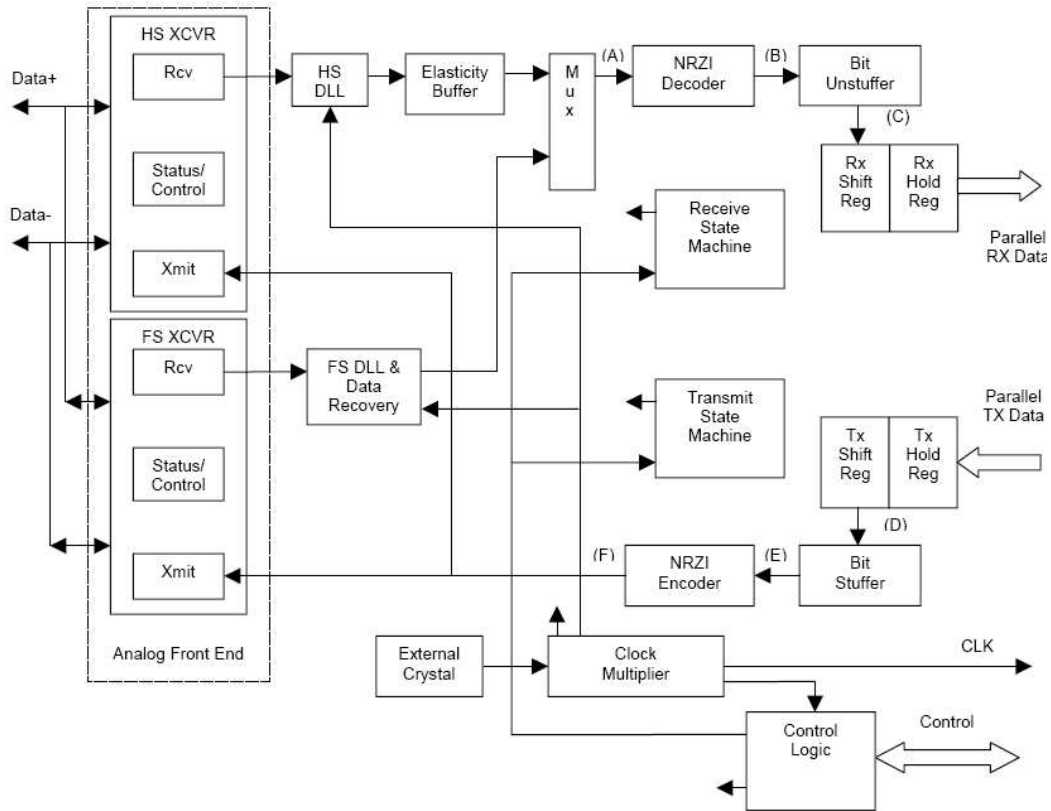 HS XCVR
Rcv
Status/
Control
Xmit
Data+
Data-
FS XCVR
Rcv
Status/
Control
Xmit
Analog Front End
HS
DLL
Elasticity
Buffer
M
u
x
(A)
NRZI
Decoder
(B)
Bit
Unstuffer
(C)
Rx
Shift
Reg
Rx
Hold
Reg
Parallel
RX Data
Receive
State
Machine
FS DLL &
Data
Recovery
Transmit
State
Machine
Parallel
TX Data
Tx
Shift
Reg
Tx
Hold
Reg
(D)
Bit
Stuffer
(E)
NRZI
Encoder
(F)
External
Crystal
Clock
Multiplier
CLK
Control
Logic
Control